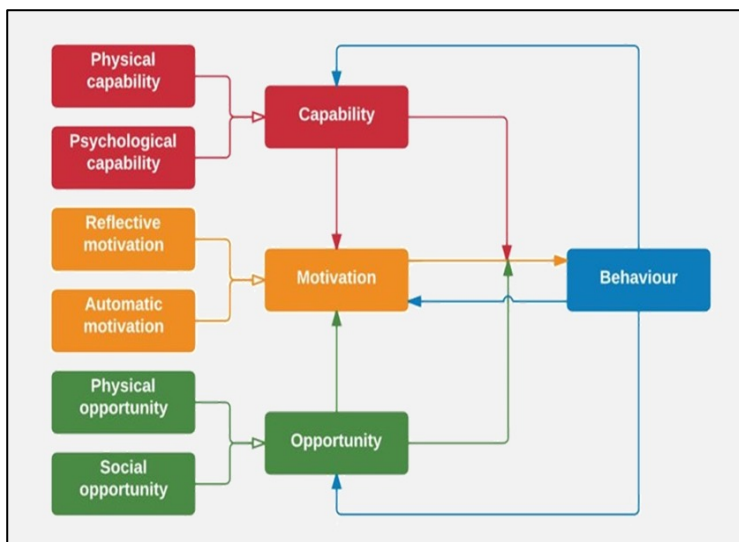 Physical
capability
Psychological
capability
Capability
Reflective
motivation
Automatic
motivation
Motivation
Behaviour
Physical
opportunity
Social
opportunity
Opportunity